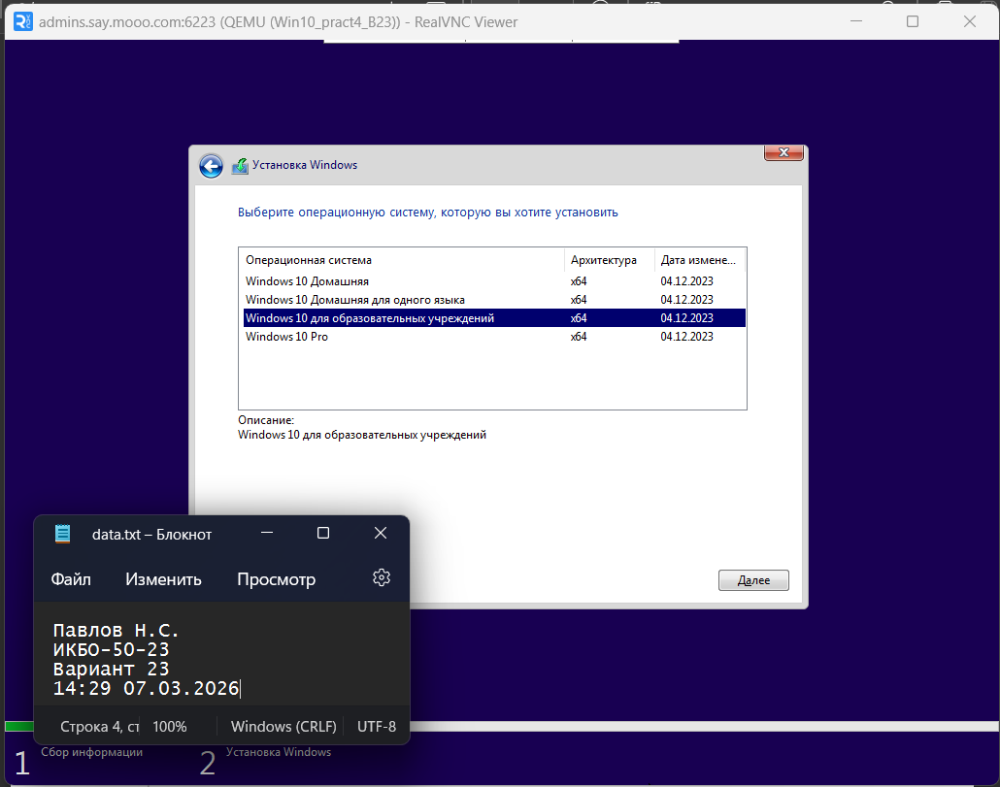 admins.say.mooo.com:6223 (QEMU (Win10_pract4_B23)) - RealVNC Viewer
Установка Windows
Выберите операционную систему, которую вы хотите установить
Операционная система Архитектура Дата измене...
Windows 10 Домашняя x64 04.12.2023
Windows 10 Домашняя для одного языка x64 04.12.2023
Windows 10 для образовательных учреждений x64 04.12.2023
Windows 10 Pro x64 04.12.2023
Описание:
Windows 10 для образовательных учреждений
Далее
data.txt – Блокнот
Файл Изменить Просмотр
Павлов Н.С.
ИКБО-50-23
Вариант 23
14:29 07.03.2026
Строка 4, ст 100% Windows (CRLF) UTF-8
1 Сбор информации 2 Установка Windows